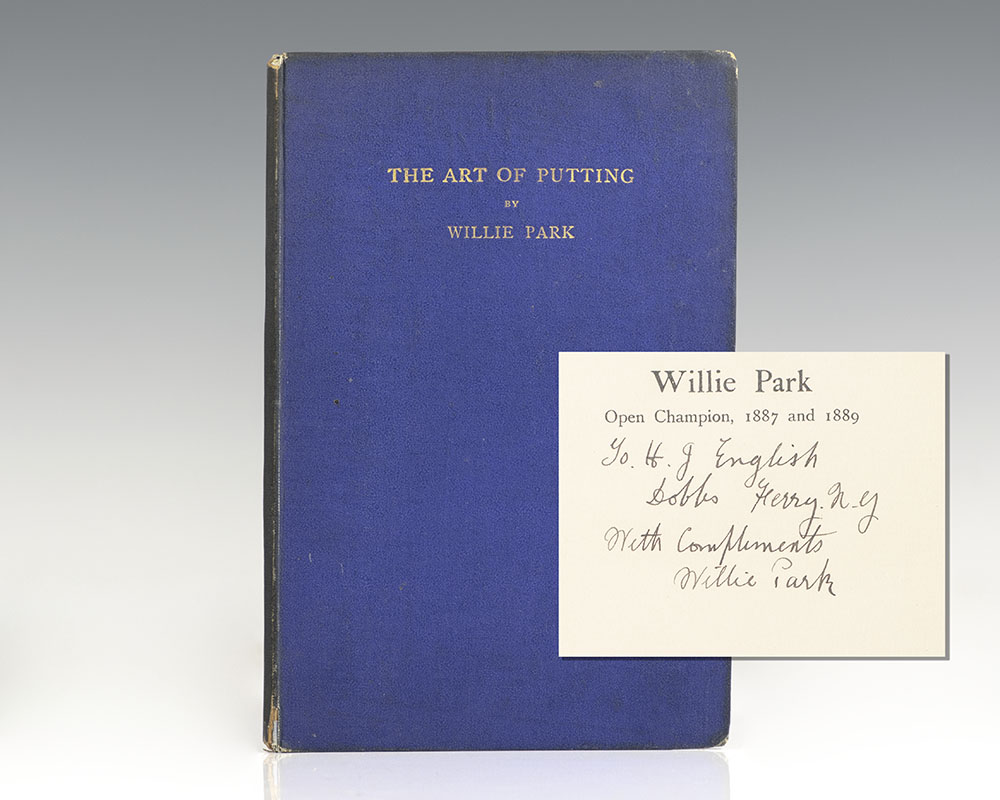 THE ART OF PUTTING
BY
WILLIE PARK
Willie Park
Open Champion, 1887 and 1889
To. H. J English
Dobbs Ferry. N-Y
With Compliments
Willie Park